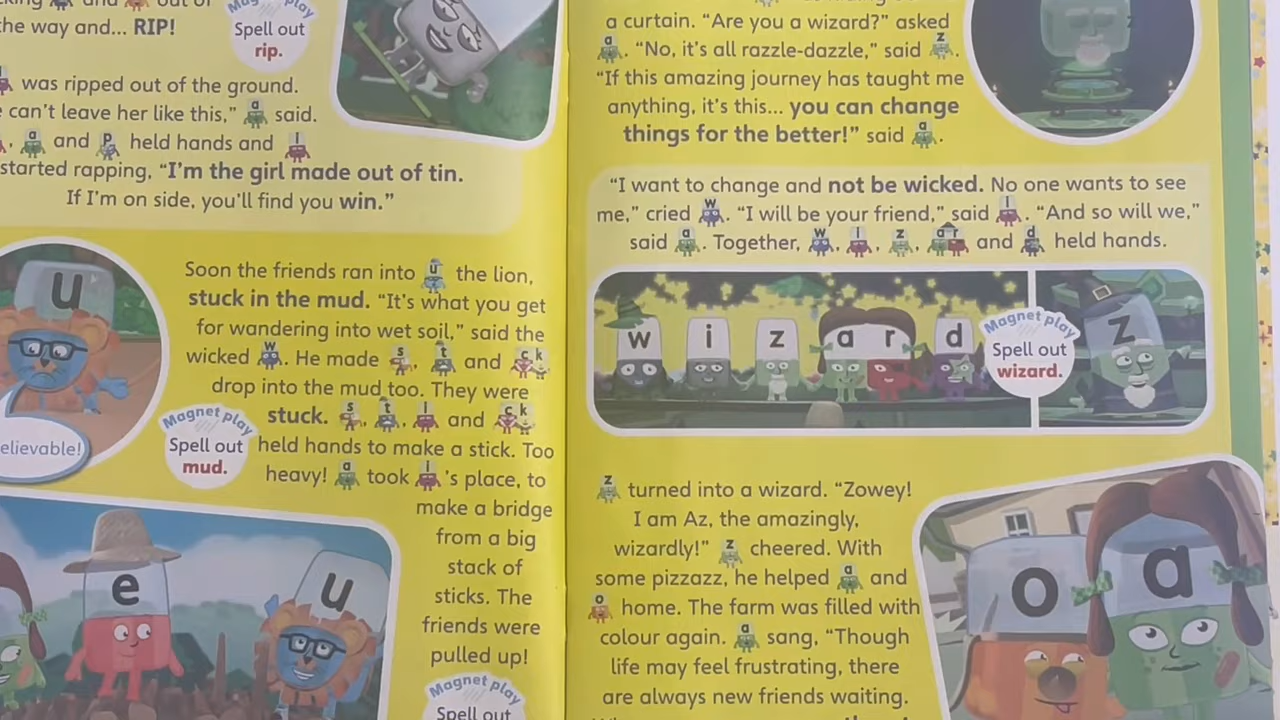 the way and... RIP!
Magnet play
Spell out
rip.
was ripped out of the ground.
can't leave her like this," a said.
a and p held hands and i
started rapping, "I'm the girl made out of tin.
If I'm on side, you'll find you win."
u
elievable!
Soon the friends ran into u the lion,
stuck in the mud. "It's what you get
for wandering into wet soil," said the
wicked w. He made s, t and ck
drop into the mud too. They were
stuck. s, t, i and ck
held hands to make a stick. Too
heavy! a took i's place, to
make a bridge
from a big
stack of
sticks. The
friends were
pulled up!
Magnet play
Spell out
mud.
e
u
Magnet play
Spell out
a curtain. "Are you a wizard?" asked
a. "No, it's all razzle-dazzle," said z.
"If this amazing journey has taught me
anything, it's this... you can change
things for the better!" said a.
"I want to change and not be wicked. No one wants to see
me," cried w. "I will be your friend," said i. "And so will we,"
said a. Together, w, i, z, ar and d held hands.
w i z a r d
Magnet play
Spell out
wizard.
z
z turned into a wizard. "Zowey!
I am Az, the amazingly,
wizardly!" z cheered. With
some pizzazz, he helped a and
o home. The farm was filled with
colour again. a sang, "Though
life may feel frustrating, there
are always new friends waiting.
o a